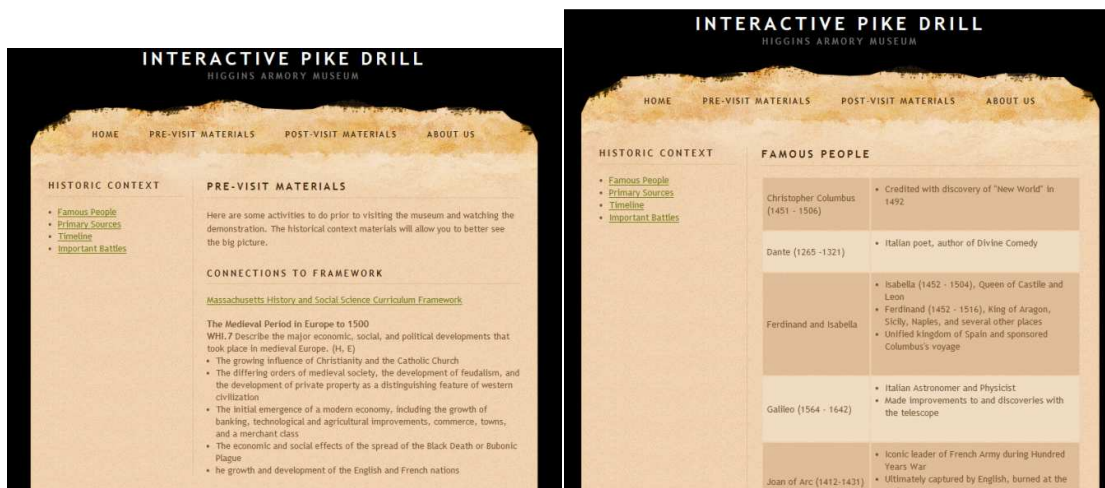 INTERACTIVE PIKE DRILL
HIGGINS ARMORY MUSEUM
HOME PRE-VISIT MATERIALS POST-VISIT MATERIALS ABOUT US
HISTORIC CONTEXT
• Famous People
• Primary Sources
• Timeline
• Important Battles
PRE-VISIT MATERIALS
Here are some activities to do prior to visiting the museum and watching the
demonstration. The historical context materials will allow you to better see
the big picture.
CONNECTIONS TO FRAMEWORK
Massachusetts History and Social Science Curriculum Framework
The Medieval Period in Europe to 1500
WHI.7 Describe the major economic, social, and political developments that
took place in medieval Europe. (H, E)
• The growing influence of Christianity and the Catholic Church
• The differing orders of medieval society, the development of feudalism, and
the development of private property as a distinguishing feature of western
civilization
• The initial emergence of a modern economy, including the growth of
banking, technological and agricultural improvements, commerce, towns,
and a merchant class
• The economic and social effects of the spread of the Black Death or Bubonic
Plague
• he growth and development of the English and French nations
INTERACTIVE PIKE DRILL
HIGGINS ARMORY MUSEUM
HOME PRE-VISIT MATERIALS POST-VISIT MATERIALS ABOUT US
HISTORIC CONTEXT
• Famous People
• Primary Sources
• Timeline
• Important Battles
FAMOUS PEOPLE
Christopher Columbus
(1451 - 1506)
• Credited with discovery of "New World" in
1492
Dante (1265 -1321)
• Italian poet, author of Divine Comedy
Ferdinand and Isabella
• Isabella (1452 - 1504), Queen of Castile and
Leon
• Ferdinand (1452 - 1516), King of Aragon,
Sicily, Naples, and several other places
• Unified kingdom of Spain and sponsored
Columbus's voyage
Galileo (1564 - 1642)
• Italian Astronomer and Physicist
• Made improvements to and discoveries with
the telescope
Joan of Arc (1412-1431)
• Iconic leader of French Army during Hundred
Years War
• Ultimately captured by English, burned at the